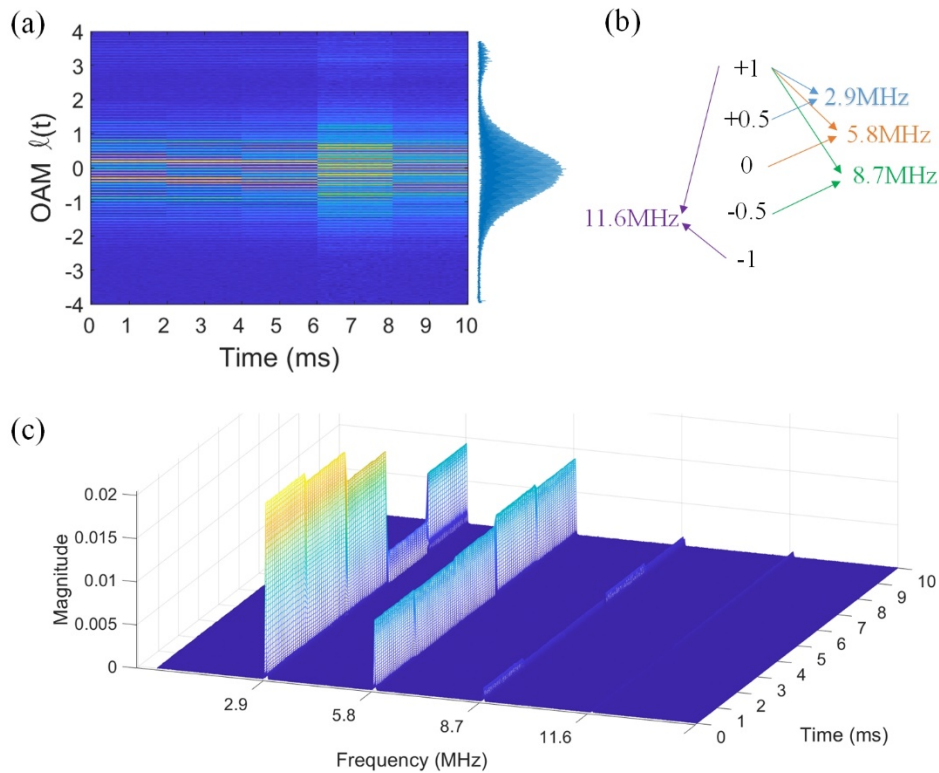 (a)
OAM ℓ(t)
4
3
2
1
0
-1
-2
-3
-4
0 1 2 3 4 5 6 7 8 9 10
Time (ms)
(b)
+1
+0.5
0
-0.5
-1
2.9MHz
5.8MHz
8.7MHz
11.6MHz
(c)
Magnitude
0.02
0.015
0.01
0.005
0
2.9
5.8
8.7
11.6
Frequency (MHz)
0
1
2
3
4
5
6
7
8
9
10
Time (ms)